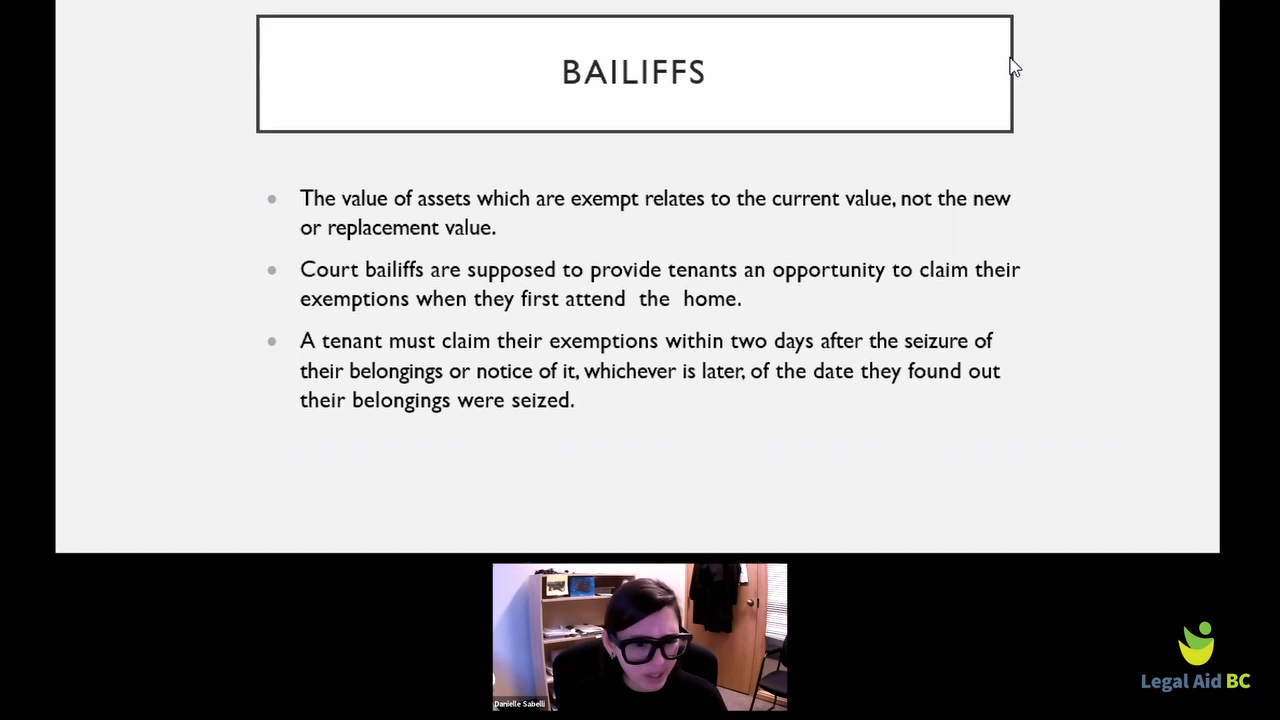 BAILIFFS
The value of assets which are exempt relates to the current value, not the new
or replacement value.
Court bailiffs are supposed to provide tenants an opportunity to claim their
exemptions when they first attend the home.
A tenant must claim their exemptions within two days after the seizure of
their belongings or notice of it, whichever is later, of the date they found out
their belongings were seized.
Danielle Sabelli
Legal Aid BC